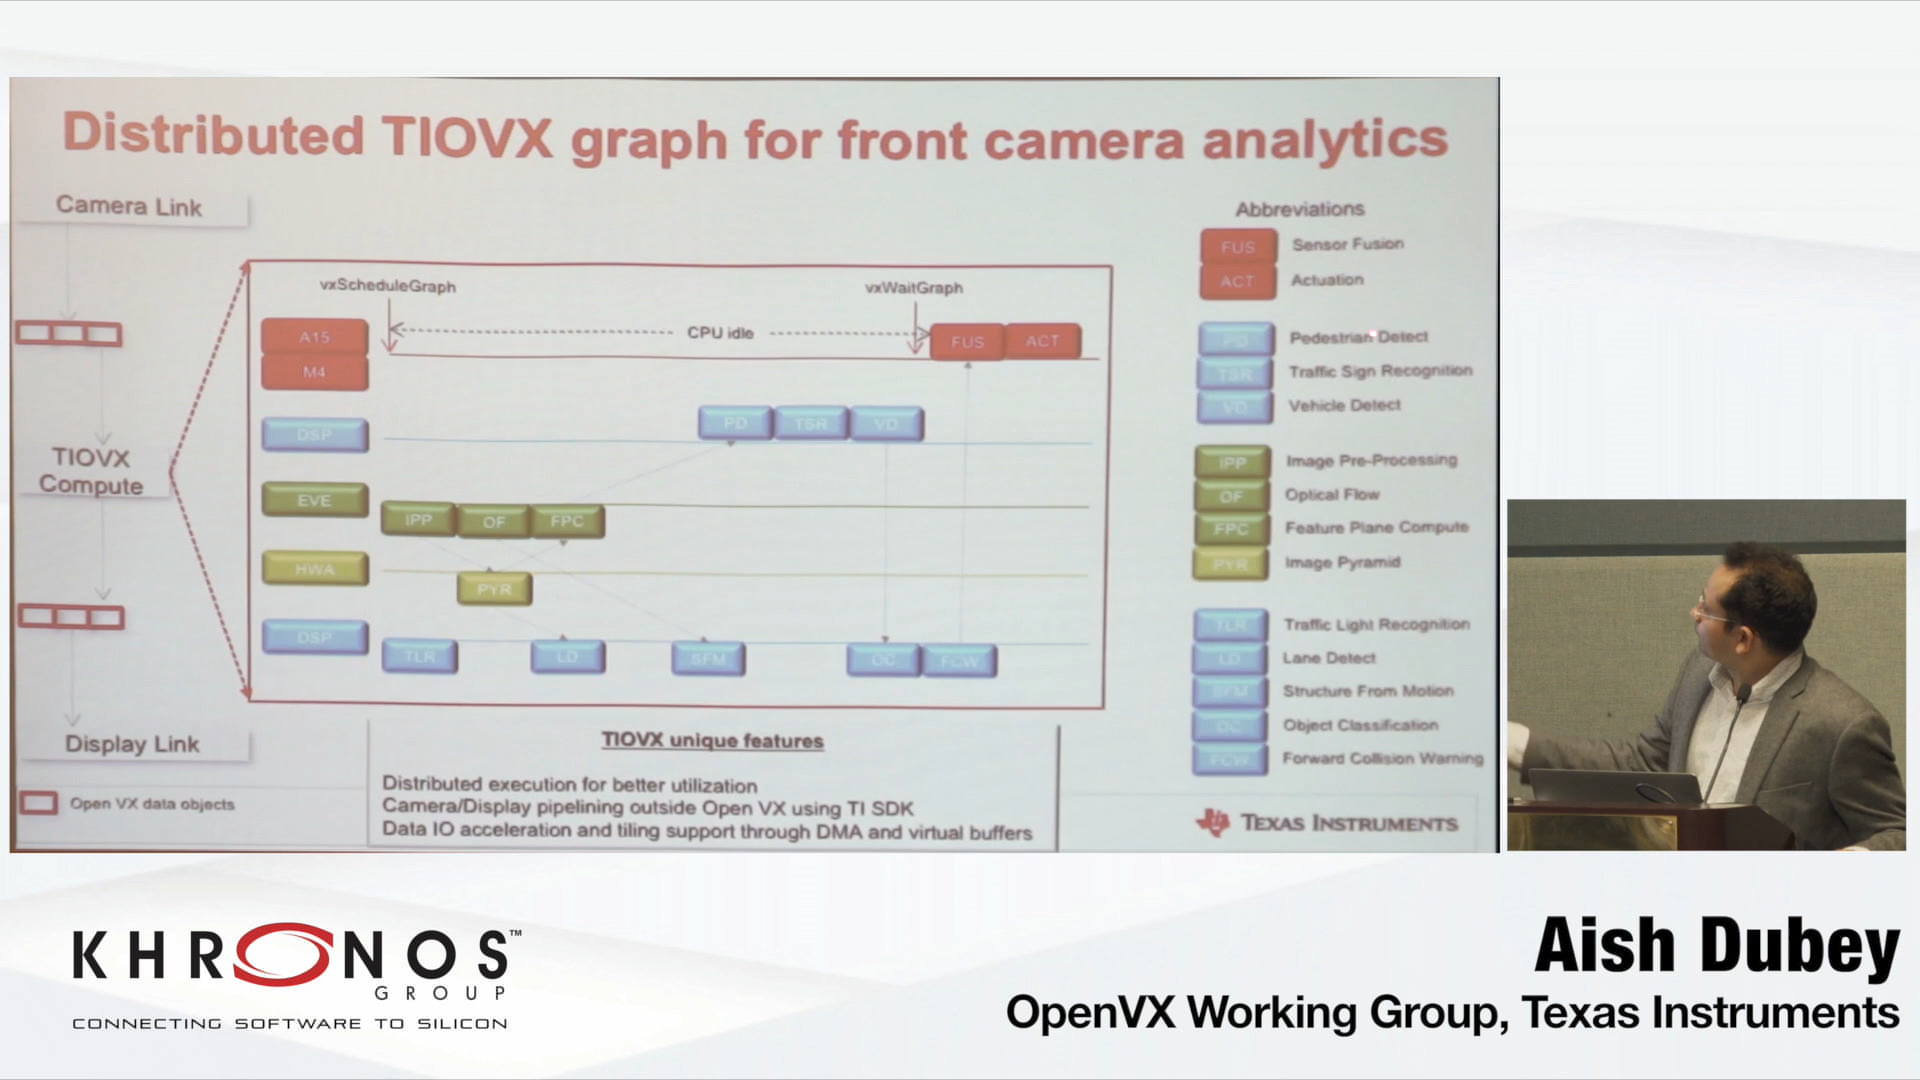 Distributed TIOVX graph for front camera analytics
Camera Link
TIOVX
Compute
Display Link
Open VX data objects
vxScheduleGraph
vxWaitGraph
CPU idle
A15
M4
FUS
ACT
DSP
PD
TSR
VD
EVE
IPP
OF
FPC
HWA
PYR
DSP
TLR
LD
SFM
OC
FCW
TIOVX unique features
Distributed execution for better utilization
Camera/Display pipelining outside Open VX using TI SDK
Data IO acceleration and tiling support through DMA and virtual buffers
Abbreviations
FUS Sensor Fusion
ACT Actuation
PD Pedestrian Detect
TSR Traffic Sign Recognition
VD Vehicle Detect
IPP Image Pre-Processing
OF Optical Flow
FPC Feature Plane Compute
PYR Image Pyramid
TLR Traffic Light Recognition
LD Lane Detect
SFM Structure From Motion
OC Object Classification
FCW Forward Collision Warning
TEXAS INSTRUMENTS
KHRONOS™
GROUP
CONNECTING SOFTWARE TO SILICON
Aish Dubey
OpenVX Working Group, Texas Instruments